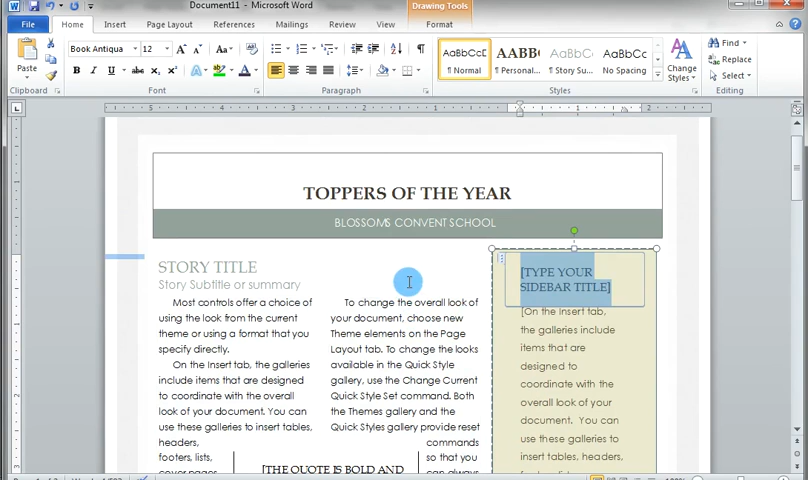 Document11 - Microsoft Word
Drawing Tools
File
Home
Insert
Page Layout
References
Mailings
Review
View
Format
Paste
Book Antiqua
12
Clipboard
Font
Paragraph
AaBbCcD
¶ Normal
AABBC
¶ Personal...
AaBbCcD
¶ Story Su...
AaBbCcD
No Spacing
Change
Styles
Styles
Find
Replace
Select
Editing
TOPPERS OF THE YEAR
BLOSSOMS CONVENT SCHOOL
STORY TITLE
Story Subtitle or summary
Most controls offer a choice of
using the look from the current
theme or using a format that you
specify directly.
On the Insert tab, the galleries
include items that are designed
to coordinate with the overall
look of your document. You can
use these galleries to insert tables,
headers,
footers, lists,
cover pages
[THE QUOTE IS BOLD AND
To change the overall look of
your document, choose new
Theme elements on the Page
Layout tab. To change the looks
available in the Quick Style
gallery, use the Change Current
Quick Style Set command. Both
the Themes gallery and the
Quick Styles gallery provide reset
commands
so that you
can always
[TYPE YOUR
SIDEBAR TITLE]
[On the Insert tab,
the galleries include
items that are
designed to
coordinate with the
overall look of your
document. You can
use these galleries to
insert tables, headers,